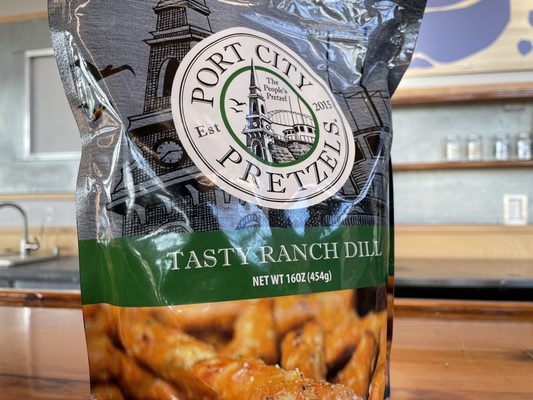 PORT CITY
The
People's
Pretzel
Est 2015
PRETZELS.
TASTY RANCH DILL
NET WT 16OZ (454g)